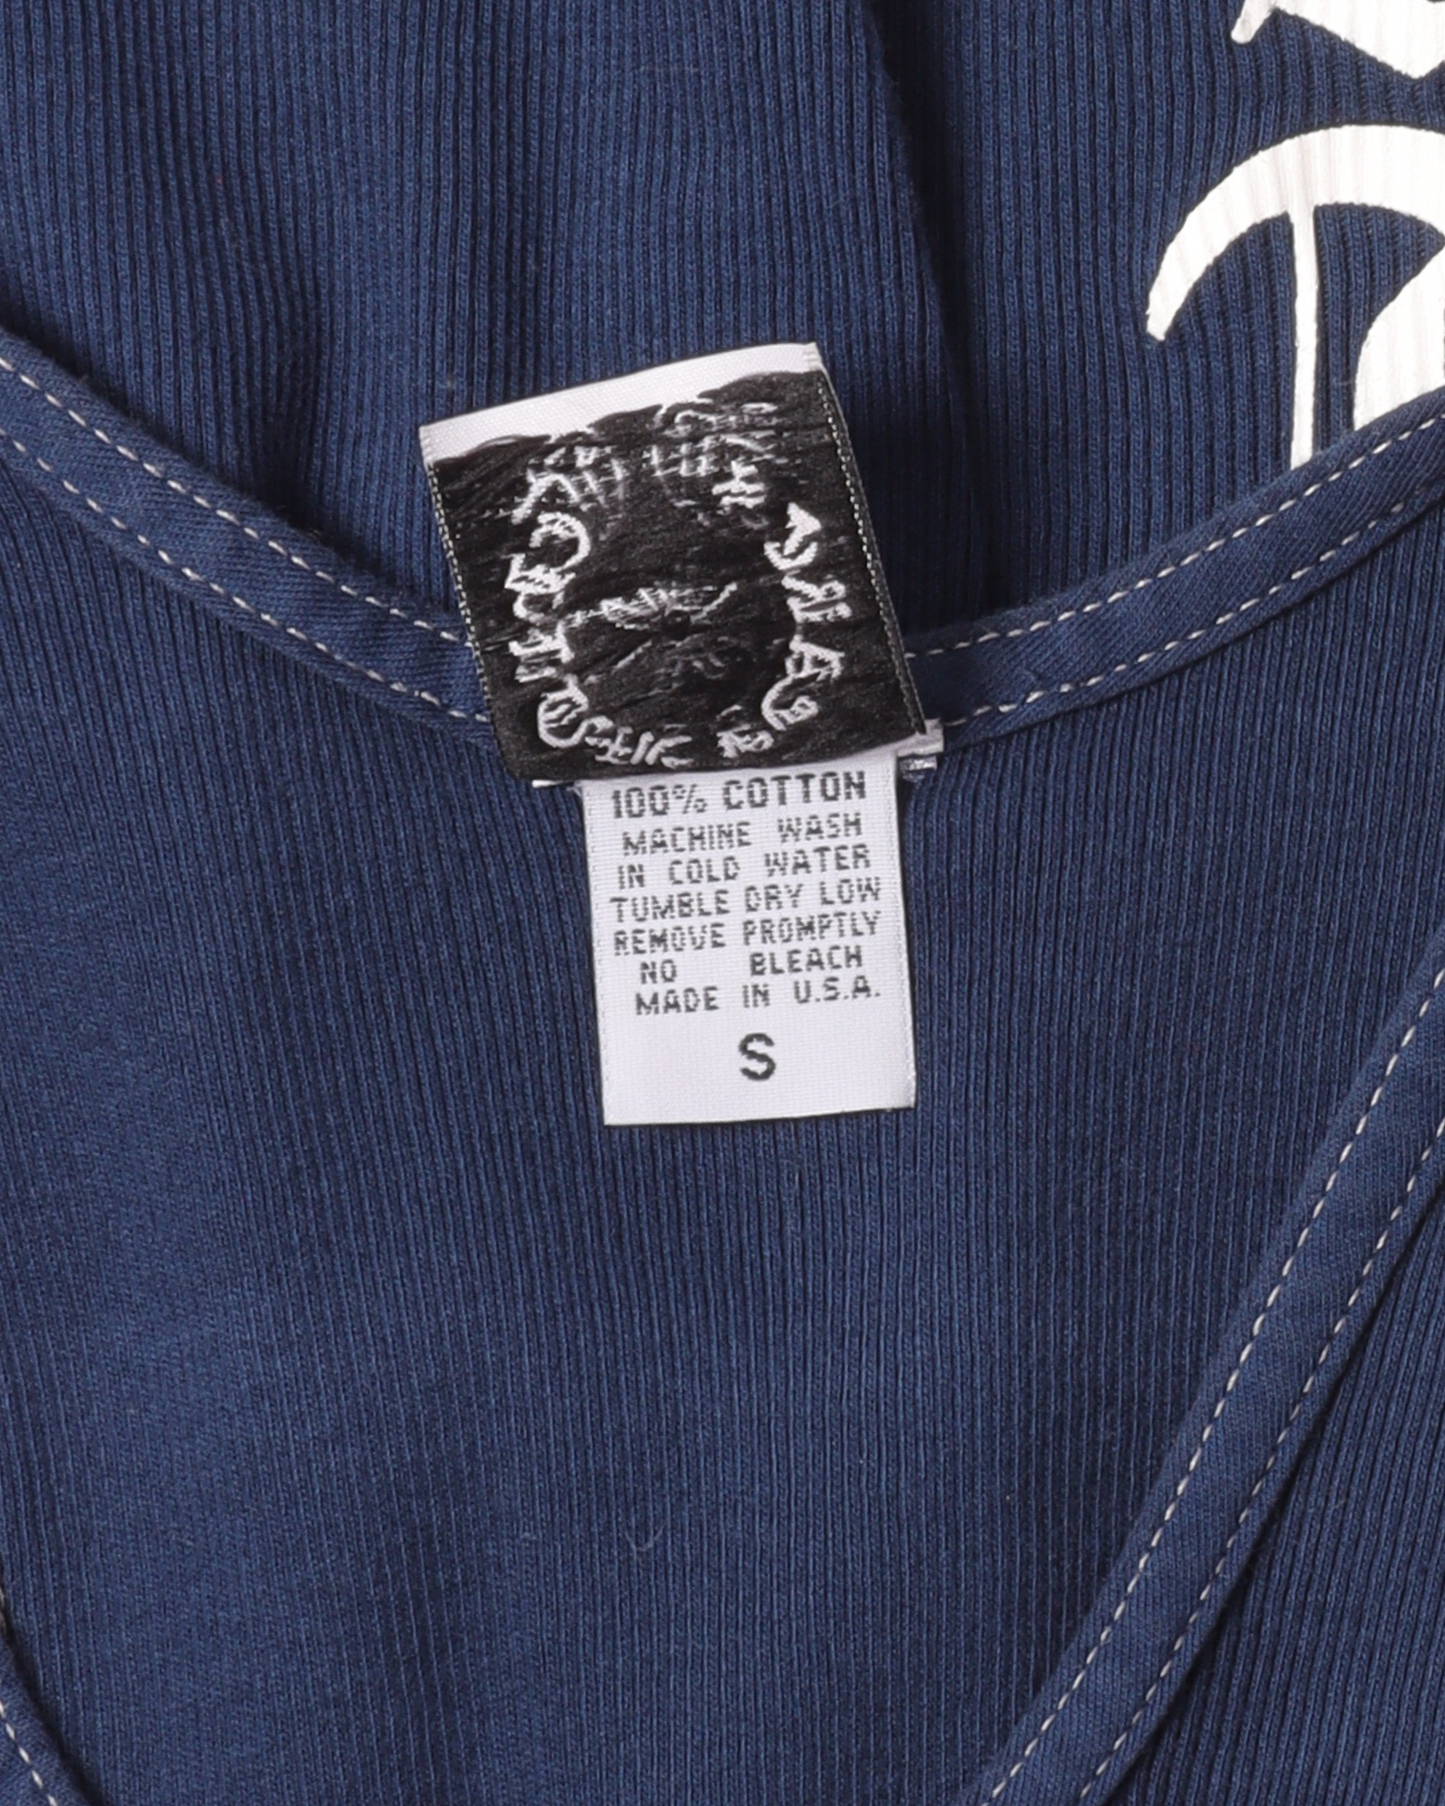 100% COTTON
MACHINE WASH
IN COLD WATER
TUMBLE DRY LOW
REMOVE PROMPTLY
NO BLEACH
MADE IN U.S.A.
S